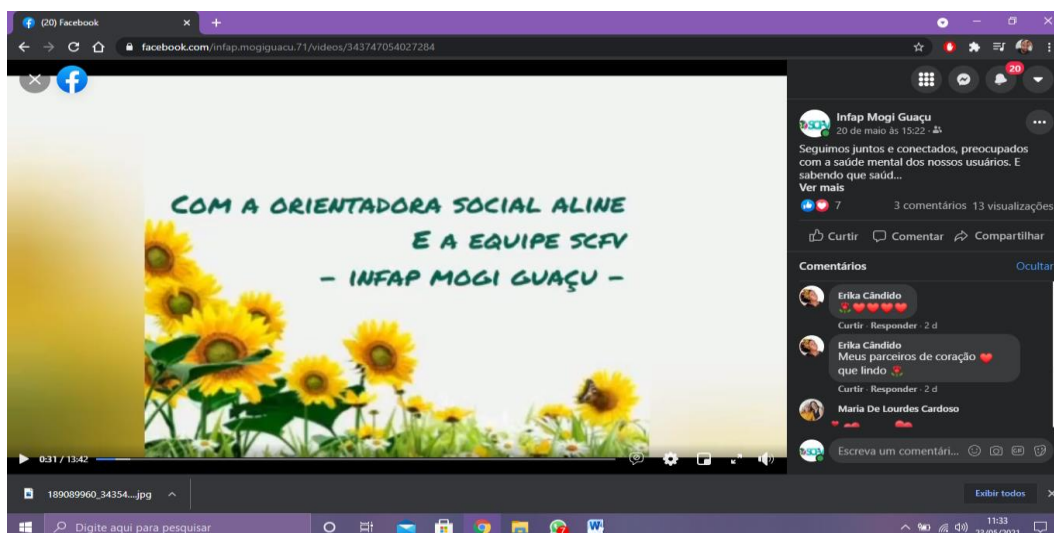 (20) Facebook
facebook.com/infap.mogiguacu.71/videos/343747054027284
20
Infap Mogi Guaçu
20 de maio às 15:22 ·
Seguimos juntos e conectados, preocupados
com a saúde mental dos nossos usuários. E
sabendo que saúd...
Ver mais
7 3 comentários 13 visualizações
Curtir Comentar Compartilhar
Comentários Ocultar
Erika Cândido
Curtir · Responder · 2 d
Erika Cândido
Meus parceiros de coração
que lindo
Curtir · Responder · 2 d
Maria De Lourdes Cardoso
Escreva um comentári...
GIF
COM A ORIENTADORA SOCIAL ALINE
E A EQUIPE SCFV
- INFAP MOGI GUAÇU -
0:31 / 13:42
189089960_34354....jpg
Exibir todos
Digite aqui para pesquisar
11:33
23/05/2021